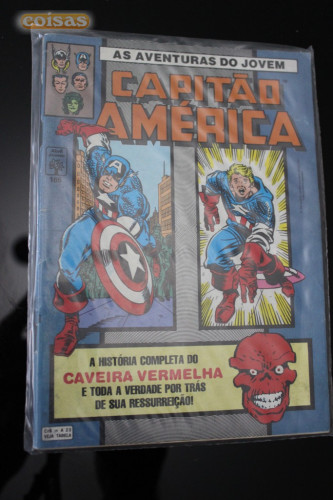 coisas
AS AVENTURAS DO JOVEM
CAPITÃO
AMÉRICA
A HISTÓRIA COMPLETA DO
CAVEIRA VERMELHA
E TODA A VERDADE POR TRÁS
DE SUA RESSURREIÇÃO!